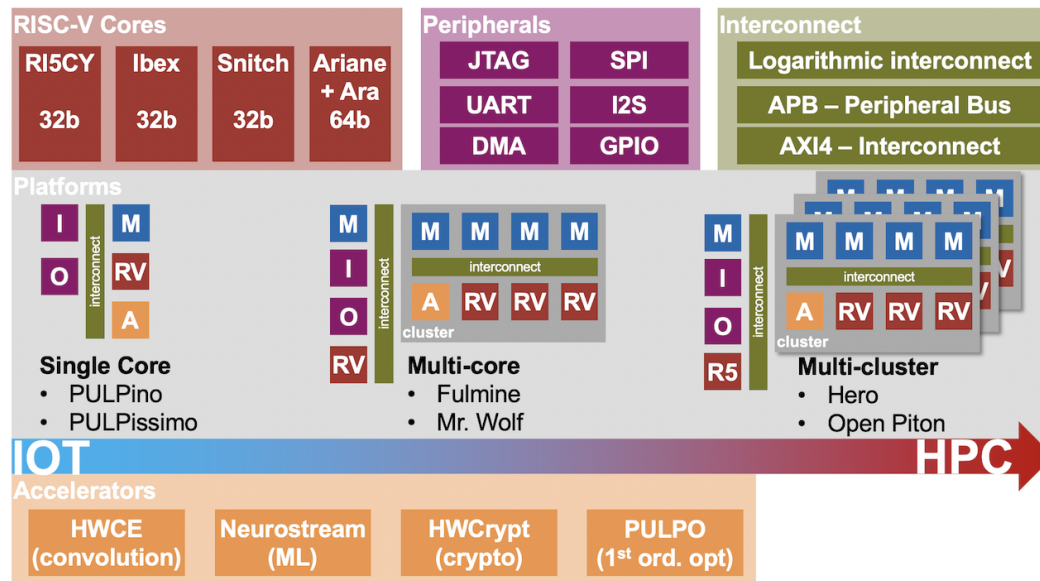 RISC-V Cores
RI5CY
32b
Ibex
32b
Snitch
32b
Ariane
+ Ara
64b
Peripherals
JTAG
SPI
UART
I2S
DMA
GPIO
Interconnect
Logarithmic interconnect
APB – Peripheral Bus
AXI4 – Interconnect
Platforms
I
O
interconnect
M
RV
A
Single Core
• PULPino
• PULPissimo
M
I
O
RV
interconnect
M M M M
interconnect
A RV RV RV
cluster
Multi-core
• Fulmine
• Mr. Wolf
M
I
O
R5
interconnect
M M M M
M M M M
M M M M
interconnect
A RV RV RV
cluster
Multi-cluster
• Hero
• Open Piton
IOT
HPC
Accelerators
HWCE
(convolution)
Neurostream
(ML)
HWCrypt
(crypto)
PULPO
(1st ord. opt)